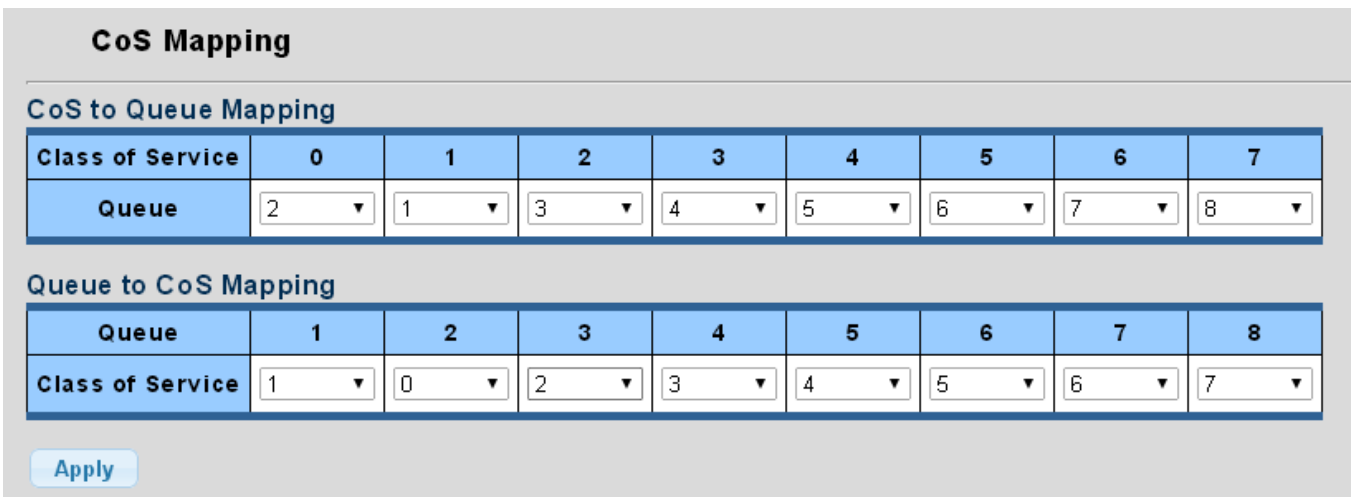 CoS Mapping
CoS to Queue Mapping
Class of Service 0 1 2 3 4 5 6 7
Queue 2 1 3 4 5 6 7 8
Queue to CoS Mapping
Queue 1 2 3 4 5 6 7 8
Class of Service 1 0 2 3 4 5 6 7
Apply